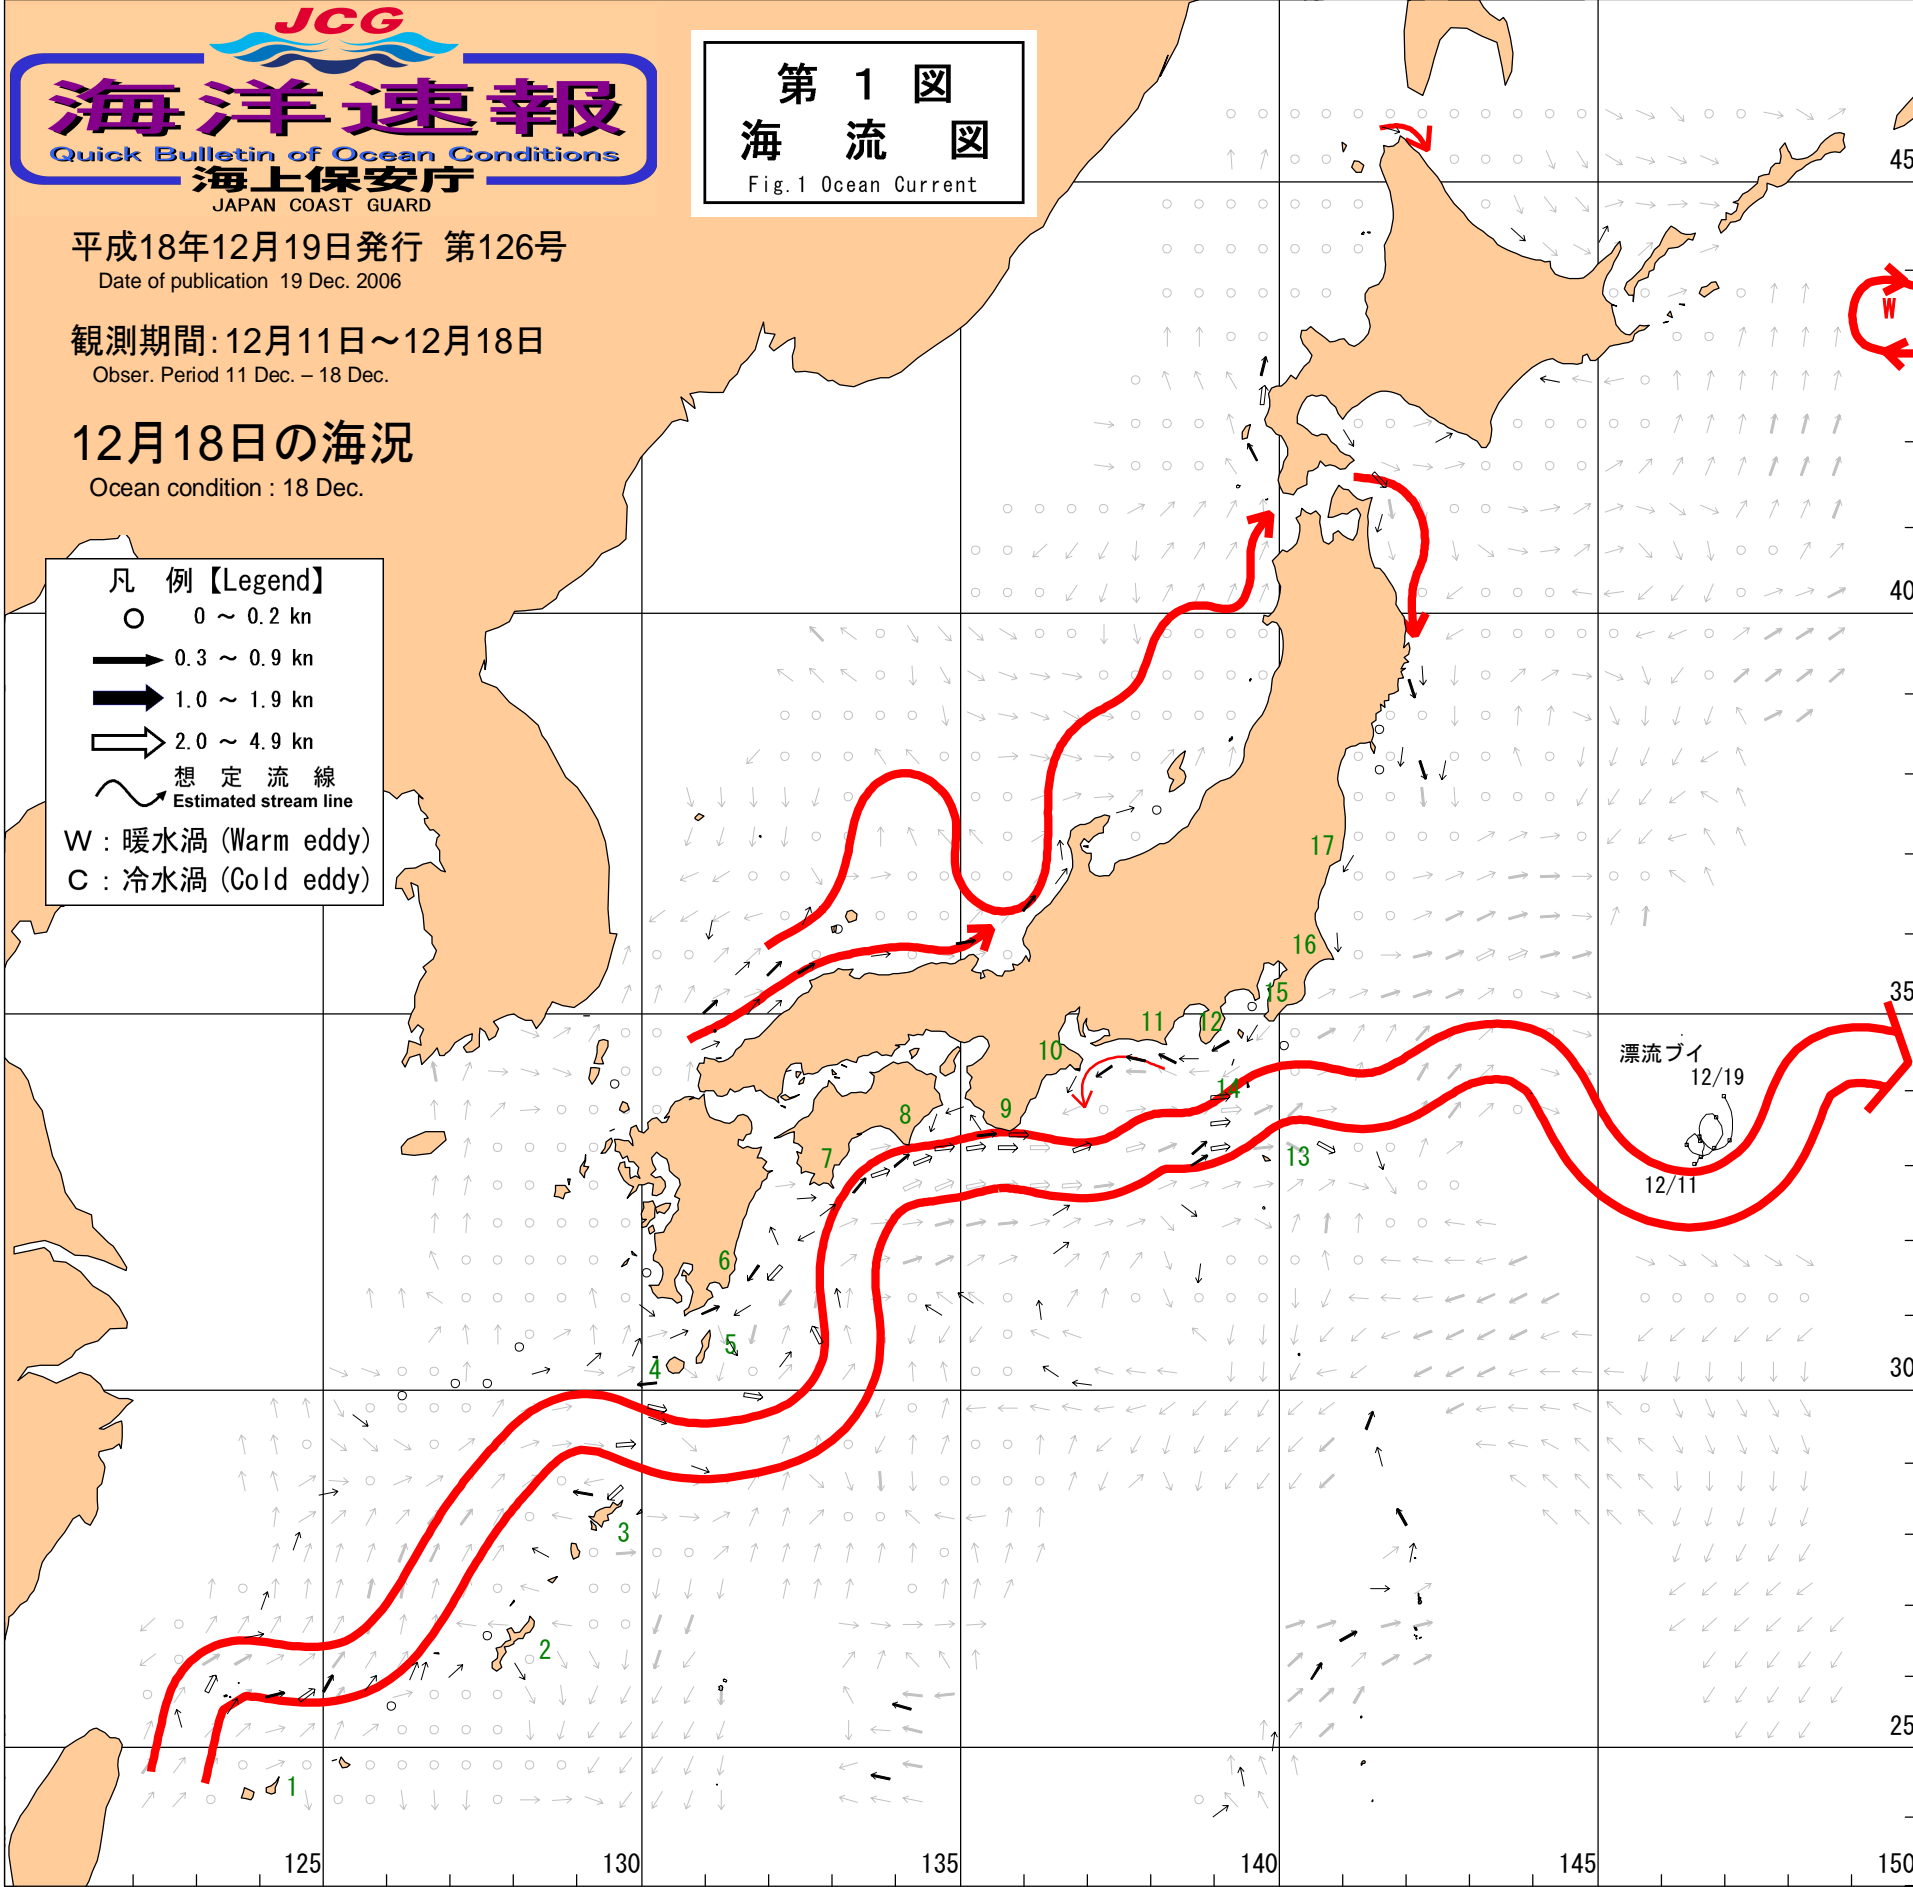 JCG
海洋速報
Quick Bulletin of Ocean Conditions
海上保安庁
JAPAN COAST GUARD
第 1 図
海 流 図
Fig.1 Ocean Current
平成18年12月19日発行 第126号
Date of publication 19 Dec. 2006
観測期間:12月11日～12月18日
Obser. Period 11 Dec. – 18 Dec.
12月18日の海況
Ocean condition : 18 Dec.
凡 例【Legend】
0 ～ 0.2 kn
0.3 ～ 0.9 kn
1.0 ～ 1.9 kn
2.0 ～ 4.9 kn
想 定 流 線
Estimated stream line
W : 暖水渦 (Warm eddy)
C : 冷水渦 (Cold eddy)
45
W
40
17
16
35
15
12
11
10
漂流ブイ
12/19
14
9
8
7
13
12/11
6
5
4
30
3
2
25
1
125
130
135
140
145
150